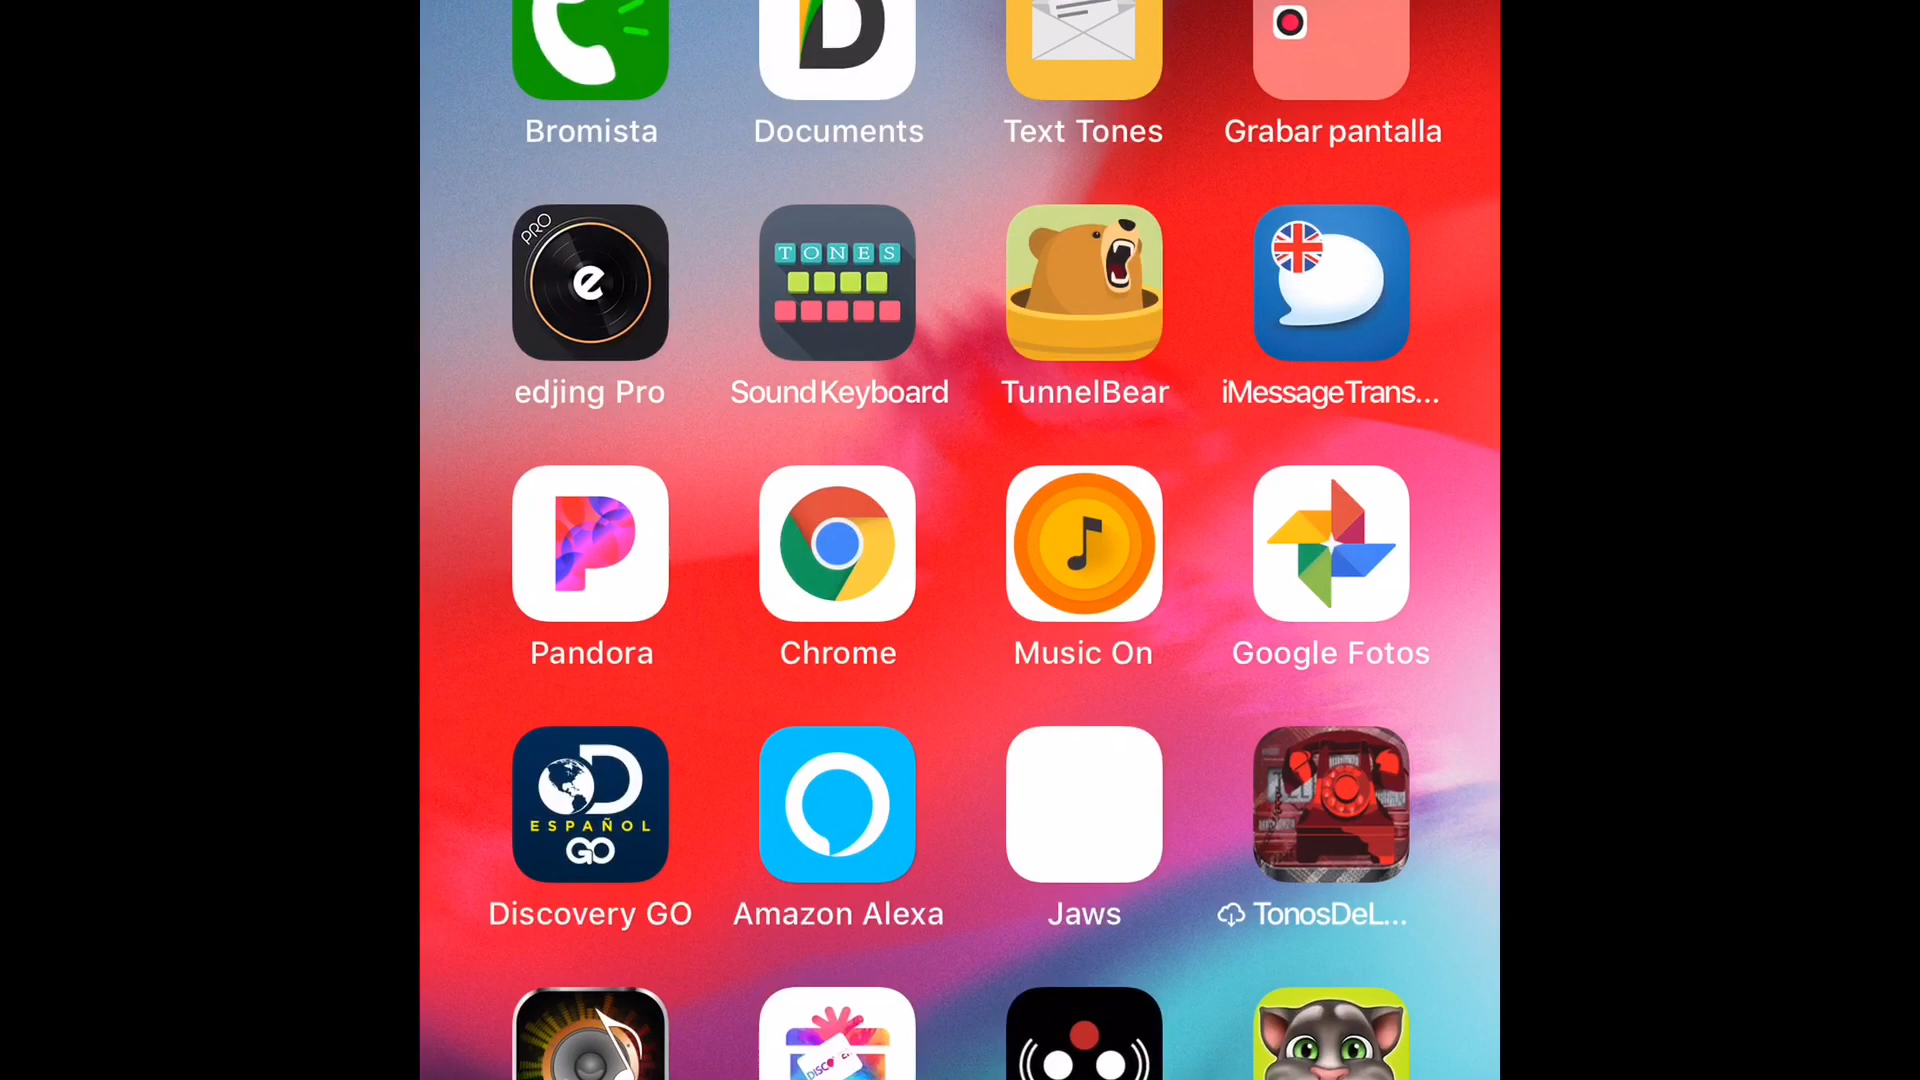 Bromista
Documents
Text Tones
Grabar pantalla
PRO
e
TONES
edjing Pro
SoundKeyboard
TunnelBear
iMessageTrans...
Pandora
Chrome
Music On
Google Fotos
ESPAÑOL
GO
Discovery GO
Amazon Alexa
Jaws
TonosDeL...